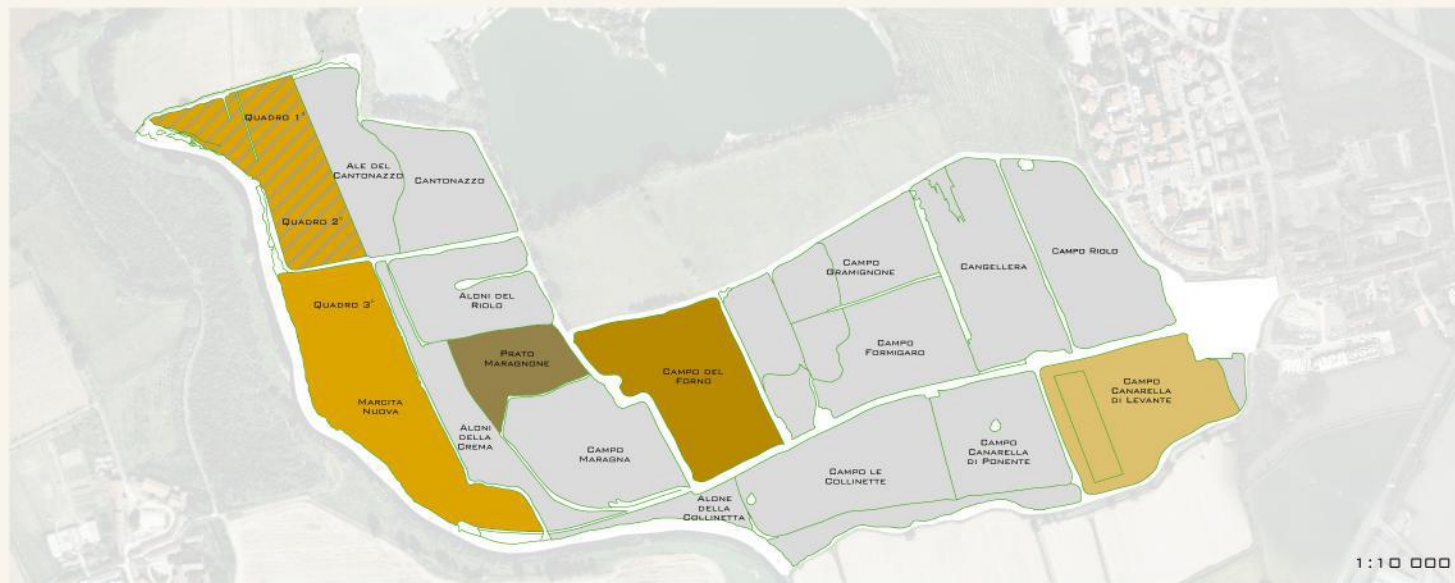 QUADRO 1°
ALE DEL
CANTONAZZO
CANTONAZZO
QUADRO 2°
CAMPO
GRAMIGNONE
CANGELLERA
CAMPO RIOLO
QUADRO 3°
ALONI DEL
RIOLO
PRATO
MARAGNONE
CAMPO DEL
FORNO
CAMPO
FORMIGARO
CAMPO
CANARELLA
DI LEVANTE
MARCITA
NUOVA
ALONI
DELLA
CREMA
CAMPO
MARAGNA
CAMPO LE
COLLINETTE
CAMPO
CANARELLA
DI PONENTE
ALONE
DELLA
COLLINETTA
1:10 000